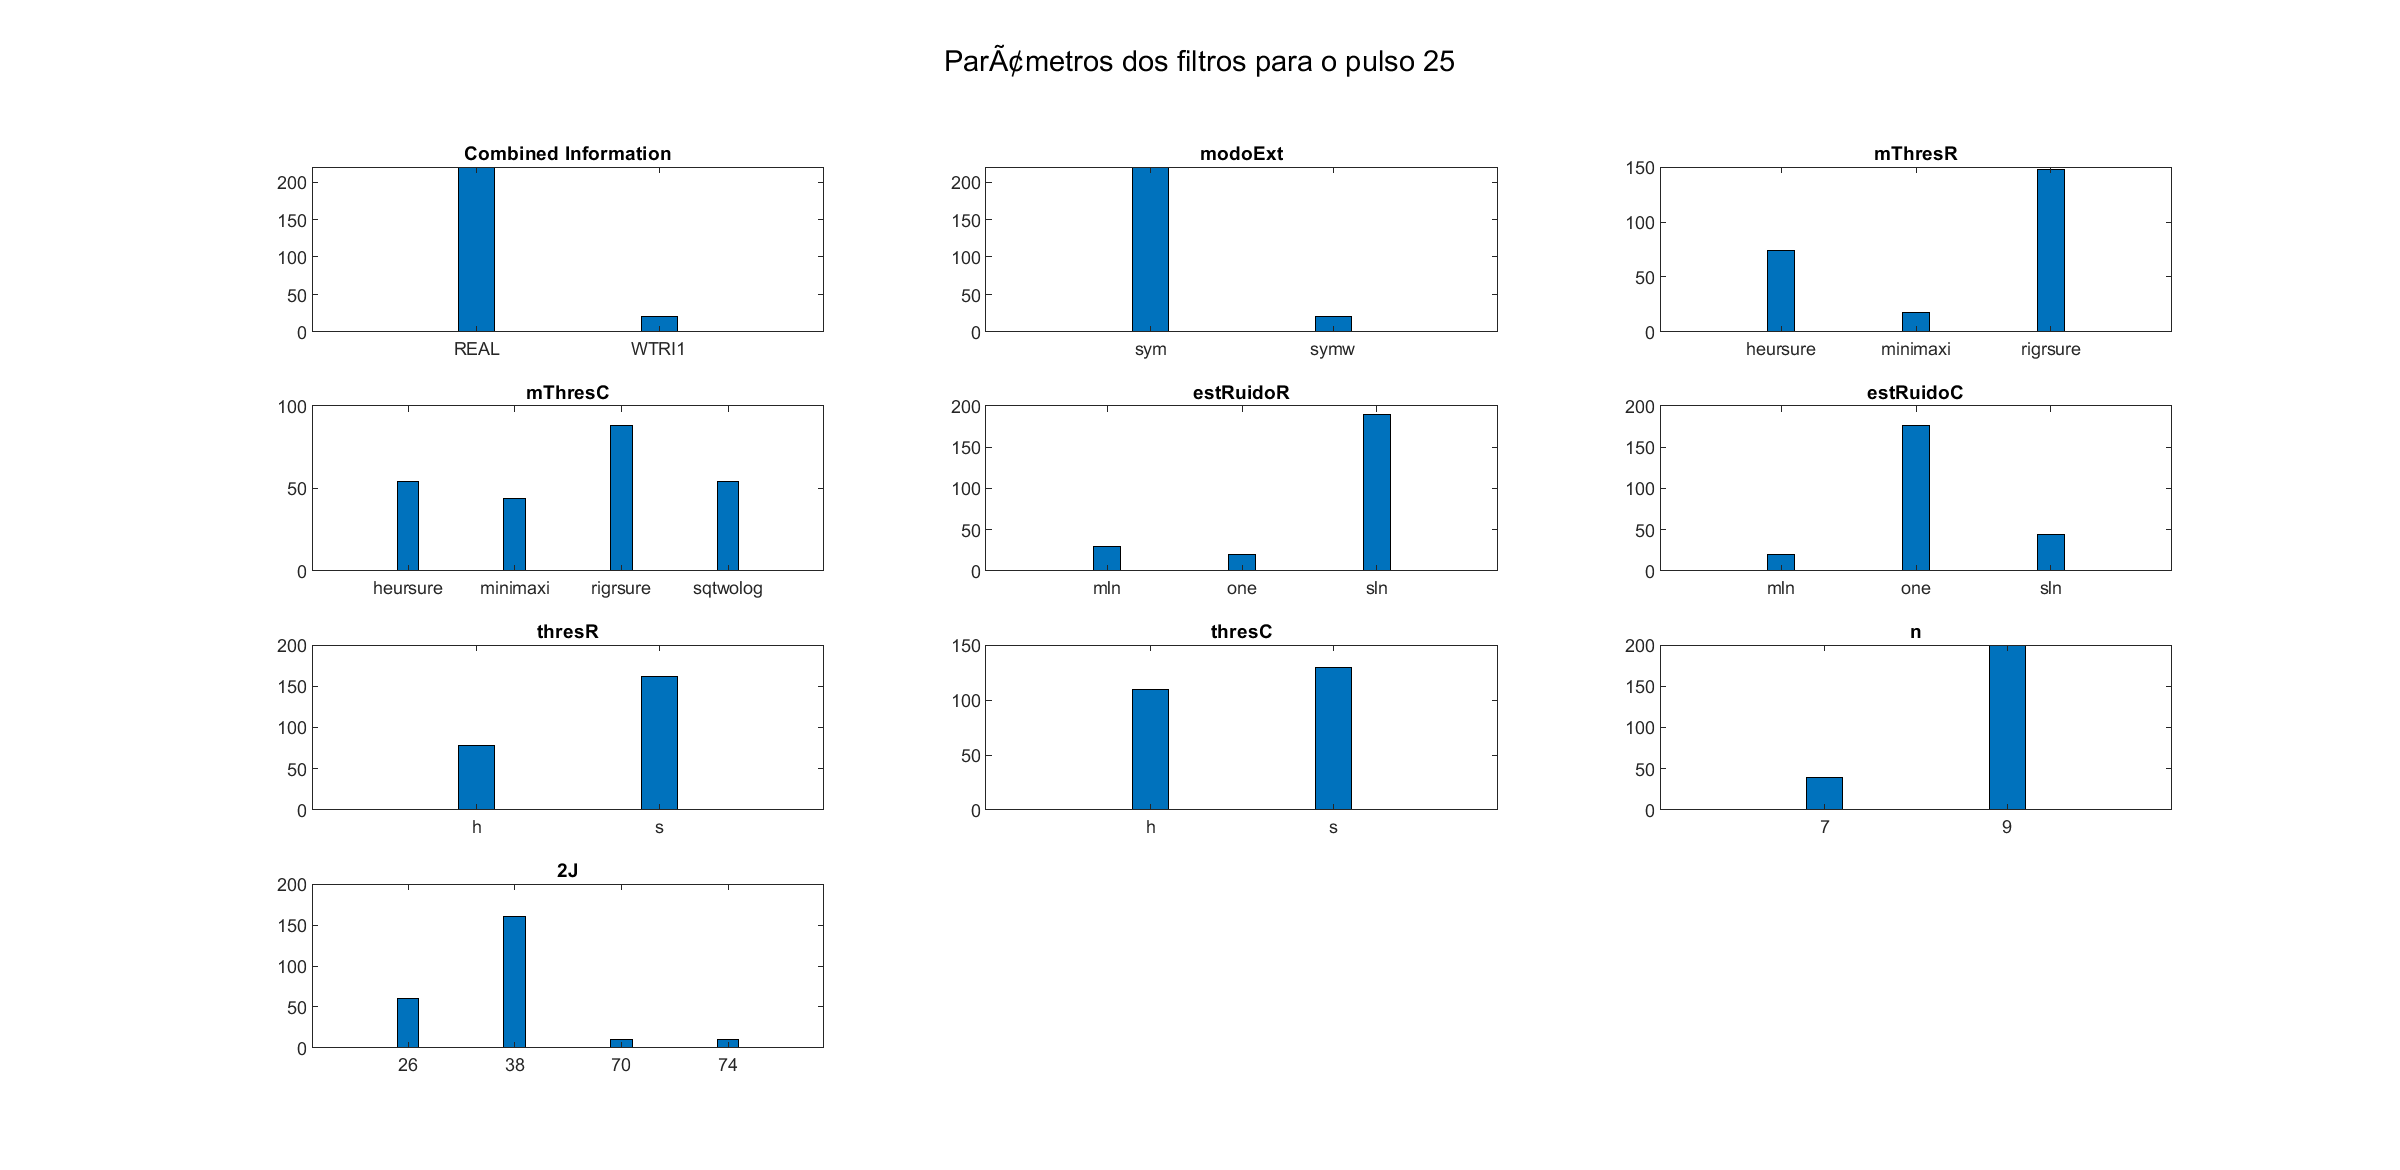 ParÃ¢metros dos filtros para o pulso 25
Combined Information
200
150
100
50
0
REAL WTRI1
modoExt
200
150
100
50
0
sym symw
mThresR
150
100
50
0
heursure minimaxi rigrsure
mThresC
100
50
0
heursure minimaxi rigrsure sqtwolog
estRuidoR
200
150
100
50
0
mln one sln
estRuidoC
200
150
100
50
0
mln one sln
thresR
200
150
100
50
0
h s
thresC
150
100
50
0
h s
n
200
150
100
50
0
7 9
2J
200
150
100
50
0
26 38 70 74